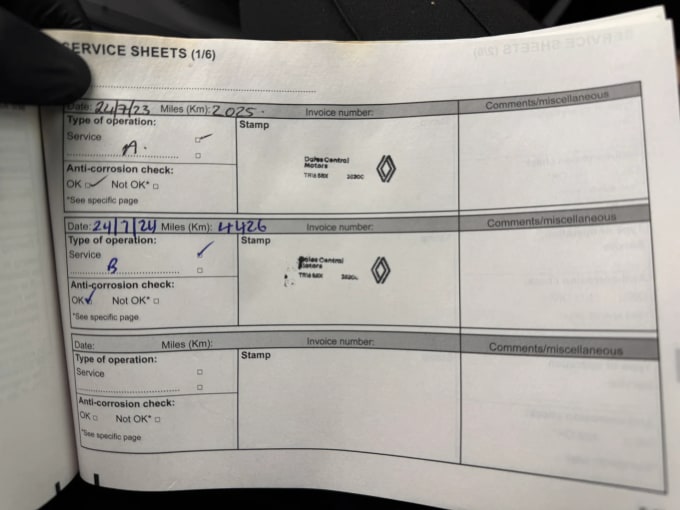 SERVICE SHEETS (1/6)
Date: 24/7/23 Miles (Km): 2025. Invoice number: Comments/miscellaneous
Type of operation: Stamp
Service
A.
Anti-corrosion check:
OK Not OK*
*See specific page
Central
Motors
Date: 24/7/24 Miles (Km): 4426 Invoice number: Comments/miscellaneous
Type of operation: Stamp
Service
B
Anti-corrosion check:
OK Not OK*
*See specific page
Central
Motors
Date: Miles (Km): Invoice number: Comments/miscellaneous
Type of operation: Stamp
Service
Anti-corrosion check:
OK Not OK*
*See specific page